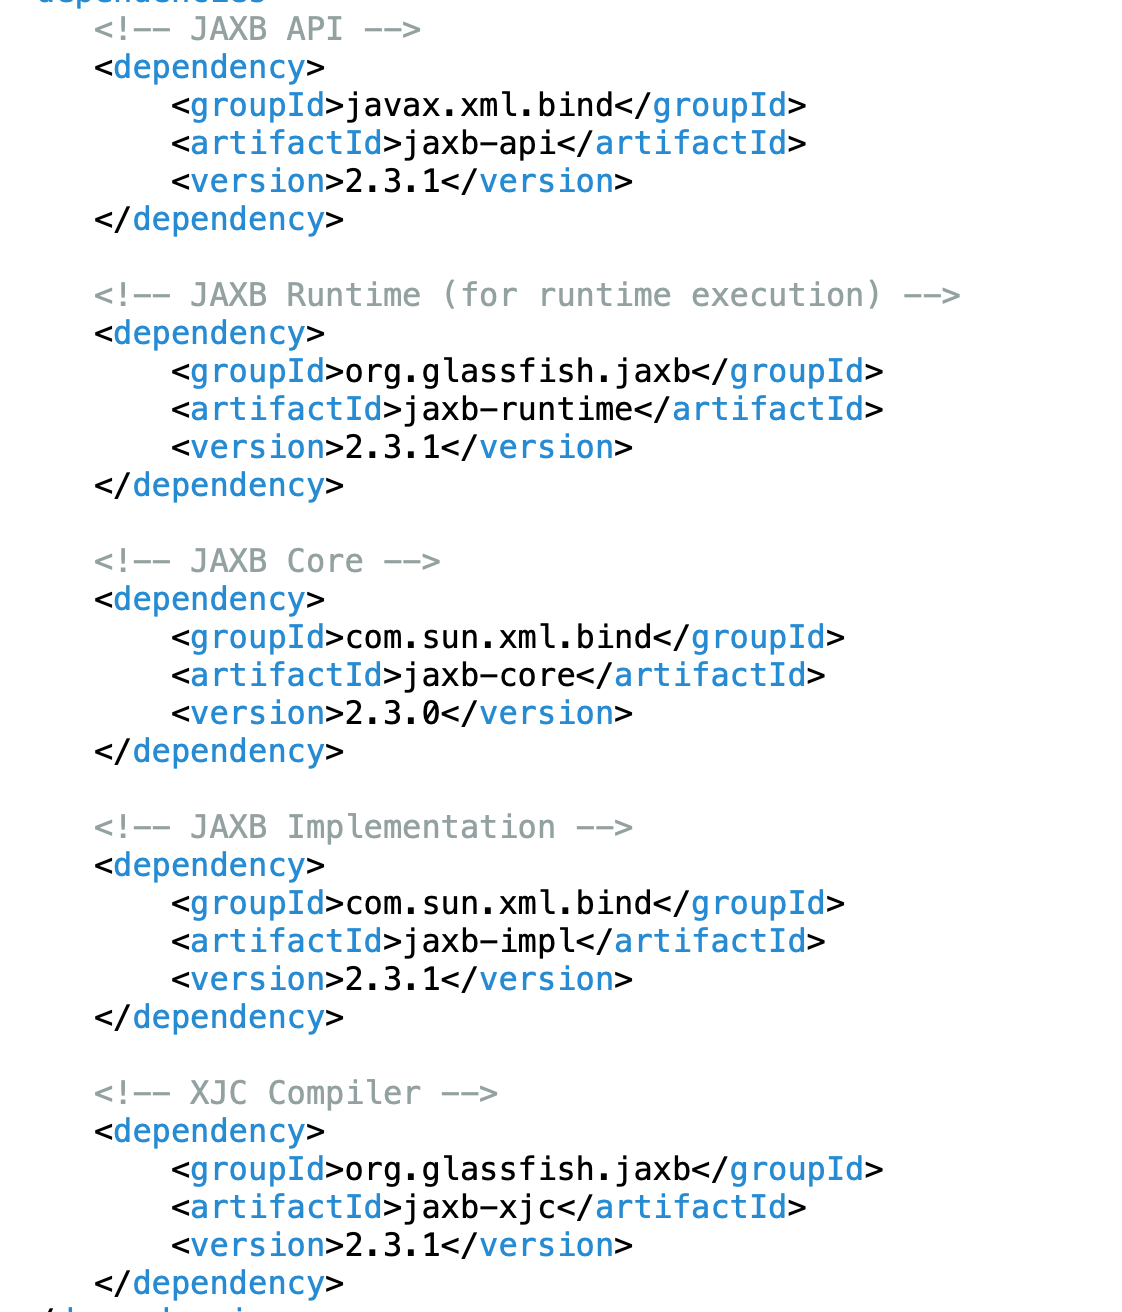 dependencies
<!-- JAXB API -->
<dependency>
<groupId>javax.xml.bind</groupId>
<artifactId>jaxb-api</artifactId>
<version>2.3.1</version>
</dependency>
<!-- JAXB Runtime (for runtime execution) -->
<dependency>
<groupId>org.glassfish.jaxb</groupId>
<artifactId>jaxb-runtime</artifactId>
<version>2.3.1</version>
</dependency>
<!-- JAXB Core -->
<dependency>
<groupId>com.sun.xml.bind</groupId>
<artifactId>jaxb-core</artifactId>
<version>2.3.0</version>
</dependency>
<!-- JAXB Implementation -->
<dependency>
<groupId>com.sun.xml.bind</groupId>
<artifactId>jaxb-impl</artifactId>
<version>2.3.1</version>
</dependency>
<!-- XJC Compiler -->
<dependency>
<groupId>org.glassfish.jaxb</groupId>
<artifactId>jaxb-xjc</artifactId>
<version>2.3.1</version>
</dependency>